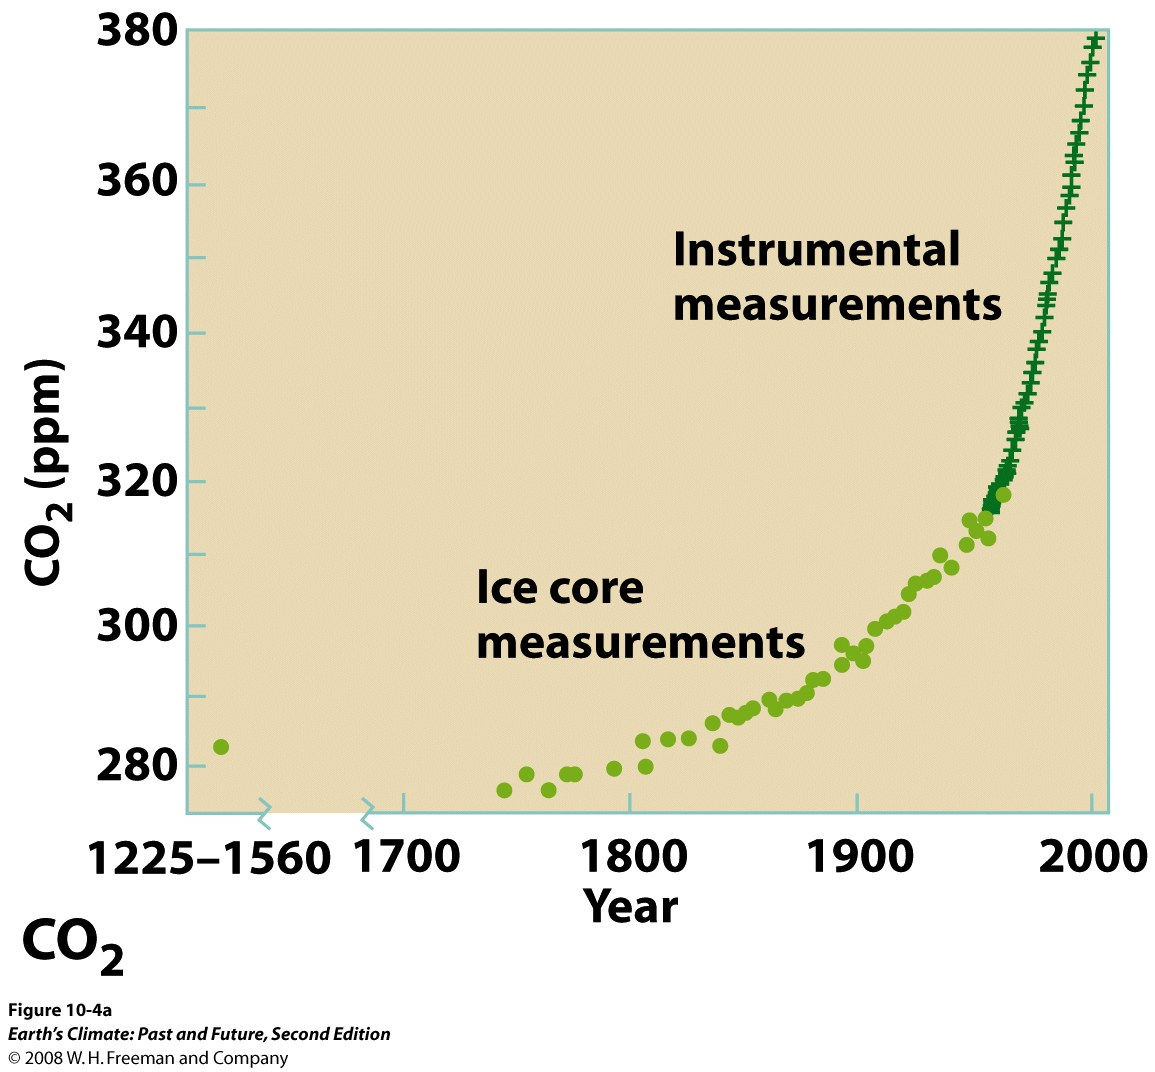 380
360
340
320
300
280
CO2 (ppm)
Instrumental
measurements
Ice core
measurements
1225–1560 1700 1800 1900 2000
Year
CO2
Figure 10-4a
Earth's Climate: Past and Future, Second Edition
© 2008 W. H. Freeman and Company